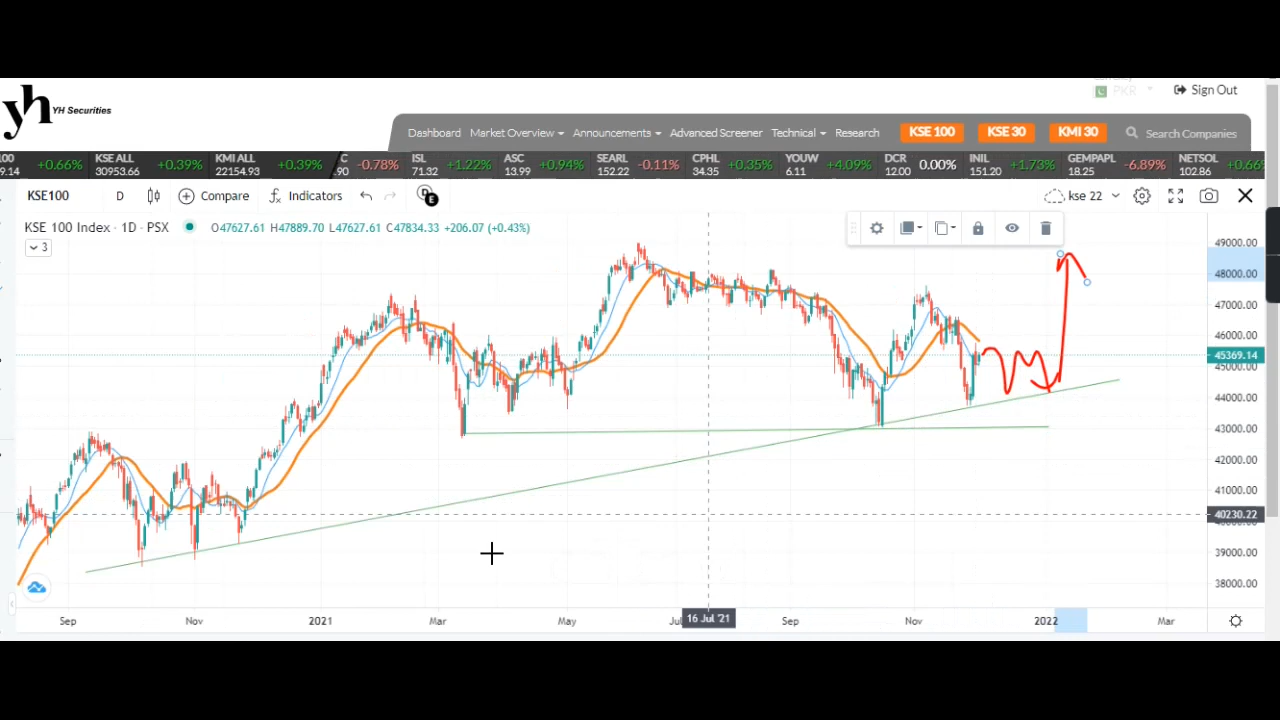 yh YH Securities
PKR
Sign Out
Dashboard Market Overview Announcements Advanced Screener Technical Research KSE 100 KSE 30 KMI 30 Search Companies
+0.66% KSE ALL 30953.66 +0.39% KMI ALL 22154.93 +0.39% -0.78% ISL 71.32 +1.22% ASC 13.99 +0.94% SEARL 152.22 -0.11% CPHL 34.35 +0.35% YOUW 6.11 +4.09% DCR 12.00 0.00% INIL 151.20 +1.73% GEMPAPL 18.25 -6.89% NETSOL 102.86 +0.66
KSE100 D Compare Indicators D E kse 22
KSE 100 Index · 1D · PSX O47627.61 H47889.70 L47627.61 C47834.33 +206.07 (+0.43%)
3
49000.00
48000.00
47000.00
46000.00
45369.14
45000.00
44000.00
43000.00
42000.00
41000.00
40230.22
39000.00
38000.00
Sep Nov 2021 Mar May Jul 16 Jul '21 Sep Nov 2022 Mar